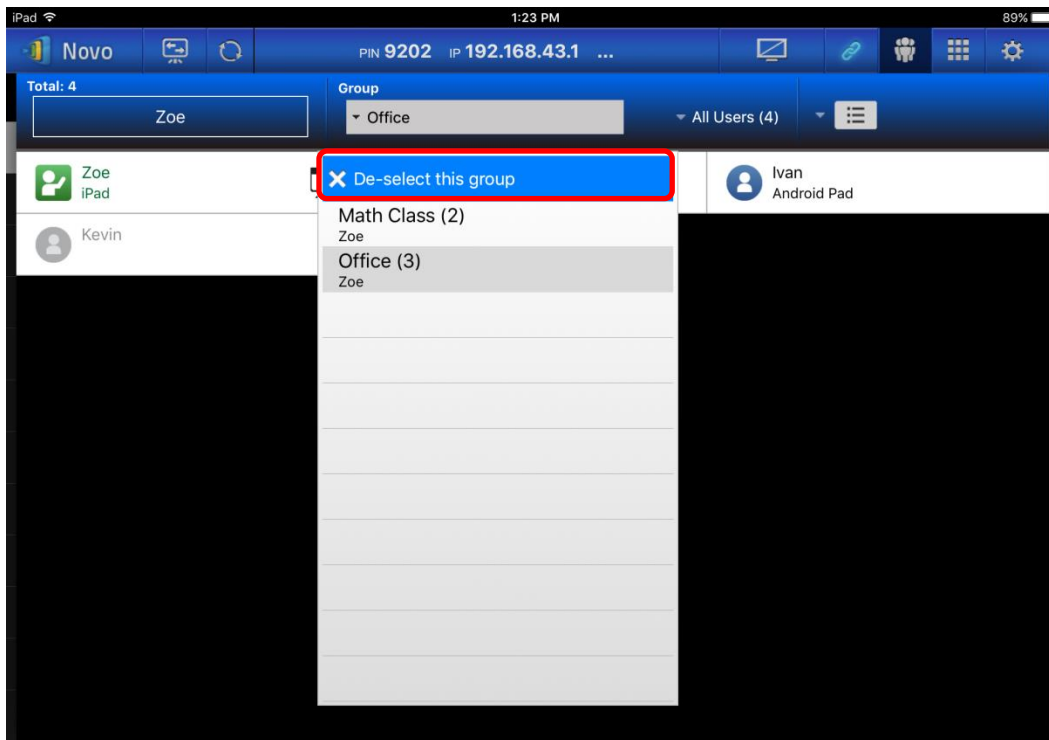 iPad 1:23 PM 89%
Novo PIN 9202 IP 192.168.43.1 ...
Total: 4 Group
Zoe Office All Users (4)
Zoe
iPad
De-select this group
Ivan
Android Pad
Kevin
Math Class (2)
Zoe
Office (3)
Zoe